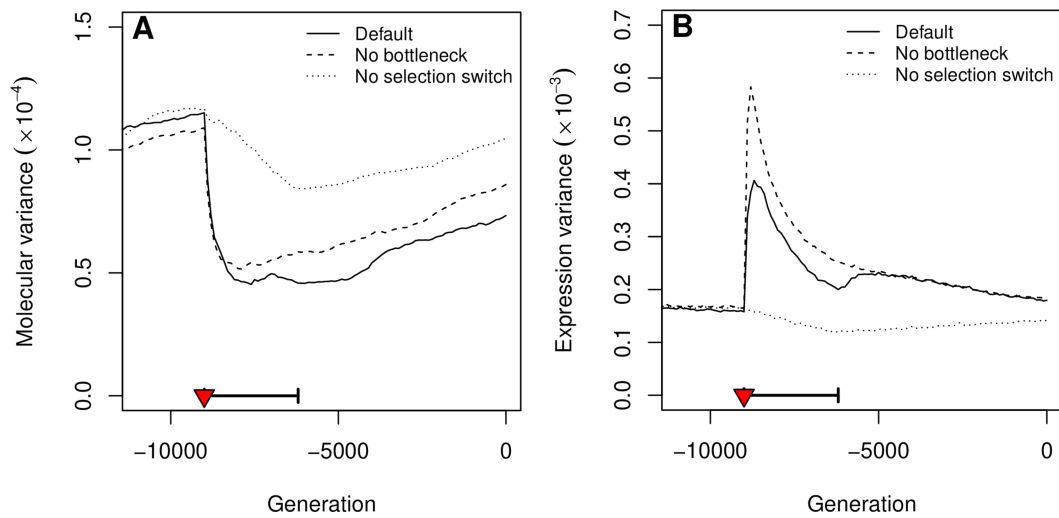 A
Default
No bottleneck
No selection switch
Molecular variance (×10⁻⁴)
1.5
1.0
0.5
0.0
−10000 −5000 0
Generation
B
Default
No bottleneck
No selection switch
Expression variance (×10⁻³)
0.7
0.6
0.5
0.4
0.3
0.2
0.1
0.0
−10000 −5000 0
Generation